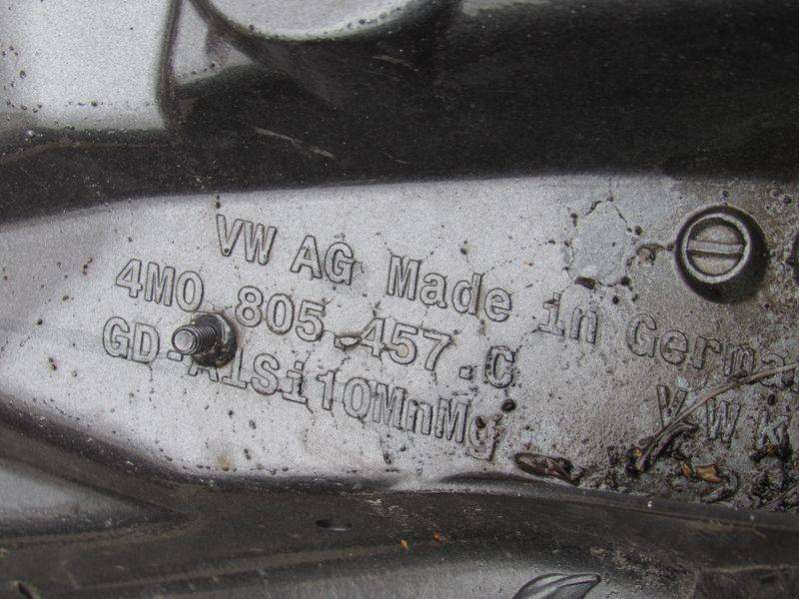 VW AG Made in Germa
4M0 805 457.C
GD-AlSi10MnMg